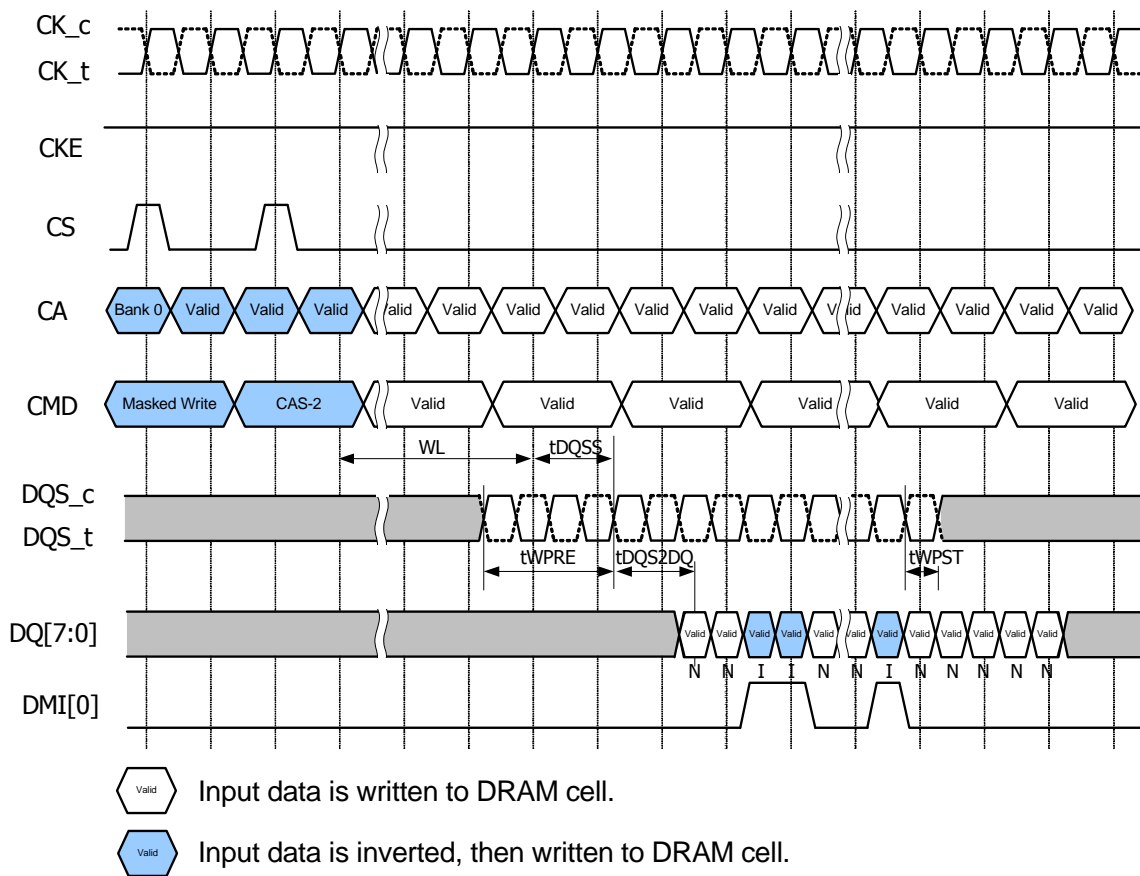 CK_c
CK_t
CKE
CS
CA Bank 0 Valid Valid Valid alid Valid Valid Valid Valid Valid Valid V lid Valid Valid Valid Valid
CMD Masked Write CAS-2 Valid Valid Valid Valid Valid Valid
WL tDQSS
DQS_c
DQS_t
tWPRE tDQS2DQ tWPST
DQ[7:0] Valid Valid Valid Valid Valid Valid Valid Valid Valid Valid Valid Valid
N N I I N N I N N N N N
DMI[0]
Valid Input data is written to DRAM cell.
Valid Input data is inverted, then written to DRAM cell.